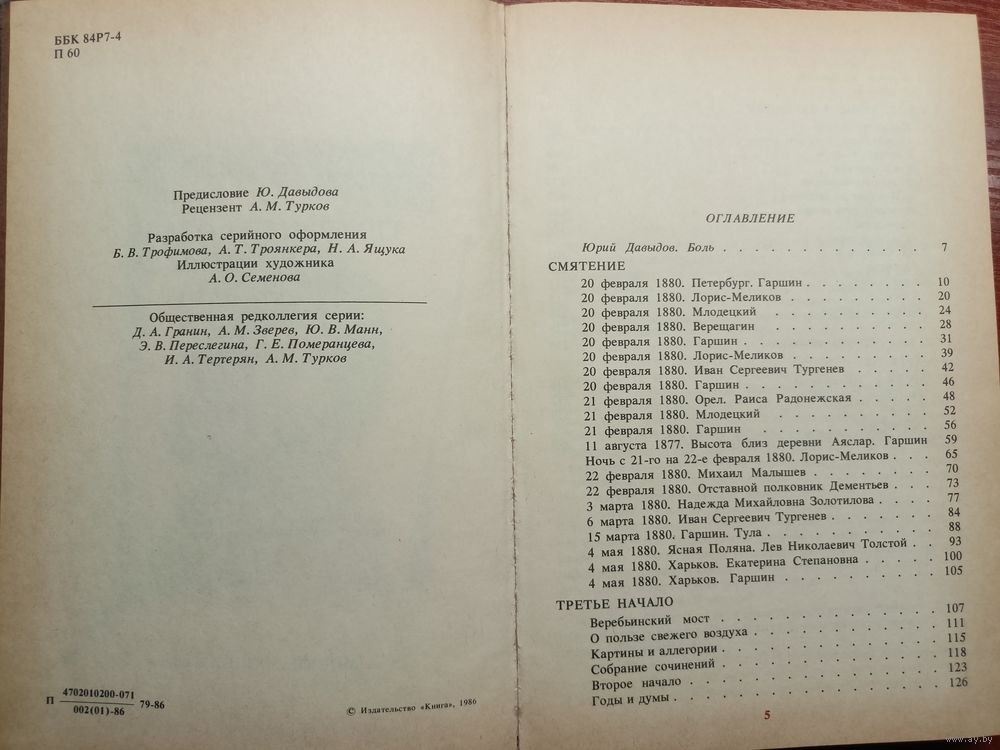 ББК 84Р7-4
П 60
Предисловие Ю. Давыдова
Рецензент А. М. Турков
Разработка серийного оформления
Б. В. Трофимова, А. Т. Троянкера, Н. А. Ящука
Иллюстрации художника
А. О. Семенова
Общественная редколлегия серии:
Д. А. Гранин, А. М. Зверев, Ю. В. Манн,
Э. В. Переслегина, Г. Е. Померанцева,
И. А. Тертерян, А. М. Турков
П 4702010200-071 79-86
002(01)-86
© Издательство «Книга», 1986
ОГЛАВЛЕНИЕ
Юрий Давыдов. Боль . . . . . . . . . . . . . . 7
СМЯТЕНИЕ
20 февраля 1880. Петербург. Гаршин . . . . . . . . 10
20 февраля 1880. Лорис-Меликов . . . . . . . . . 20
20 февраля 1880. Млодецкий . . . . . . . . . . 24
20 февраля 1880. Верещагин . . . . . . . . . . 28
20 февраля 1880. Гаршин . . . . . . . . . . . 31
20 февраля 1880. Лорис-Меликов . . . . . . . . . 39
20 февраля 1880. Иван Сергеевич Тургенев . . . . . 42
20 февраля 1880. Гаршин . . . . . . . . . . . 46
21 февраля 1880. Орел. Раиса Радонежская . . . . . 48
21 февраля 1880. Млодецкий . . . . . . . . . . 52
21 февраля 1880. Гаршин . . . . . . . . . . 56
11 августа 1877. Высота близ деревни Аяслар. Гаршин 59
Ночь с 21-го на 22-е февраля 1880. Лорис-Меликов . . . 65
22 февраля 1880. Михаил Малышев . . . . . . . . 70
22 февраля 1880. Отставной полковник Дементьев . . . 73
3 марта 1880. Надежда Михайловна Золотилова . . . . 77
6 марта 1880. Иван Сергеевич Тургенев . . . . . . . 84
15 марта 1880. Гаршин. Тула . . . . . . . . . . 88
4 мая 1880. Ясная Поляна. Лев Николаевич Толстой . . 93
4 мая 1880. Харьков. Екатерина Степановна . . . . . 100
4 мая 1880. Харьков. Гаршин . . . . . . . . . . 105
ТРЕТЬЕ НАЧАЛО
Веребьинский мост . . . . . . . . . . . . . 107
О пользе свежего воздуха . . . . . . . . . . . 111
Картины и аллегории . . . . . . . . . . . . . 115
Собрание сочинений . . . . . . . . . . . . . 118
Второе начало . . . . . . . . . . . . . . . 123
Годы и думы . . . . . . . . . . . . . . . 126
5
www.ay.by